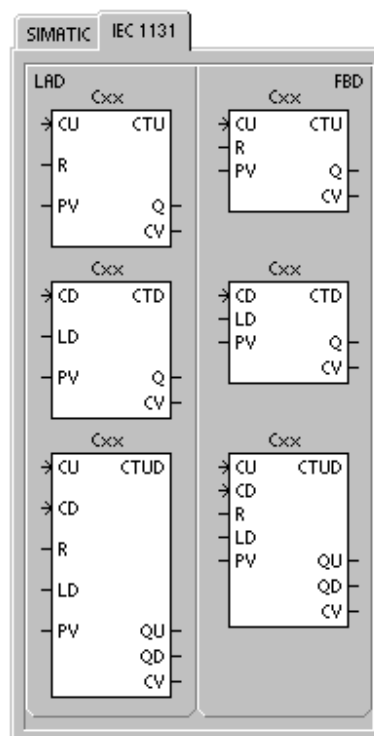 SIMATIC IEC 1131
LAD
Cxx
CU CTU
R
PV Q
CV
Cxx
CD CTD
LD
PV Q
CV
Cxx
CU CTUD
CD
R
LD
PV QU
QD
CV
FBD
Cxx
CU CTU
R
PV Q
CV
Cxx
CD CTD
LD
PV Q
CV
Cxx
CU CTUD
CD
R
LD
PV QU
QD
CV